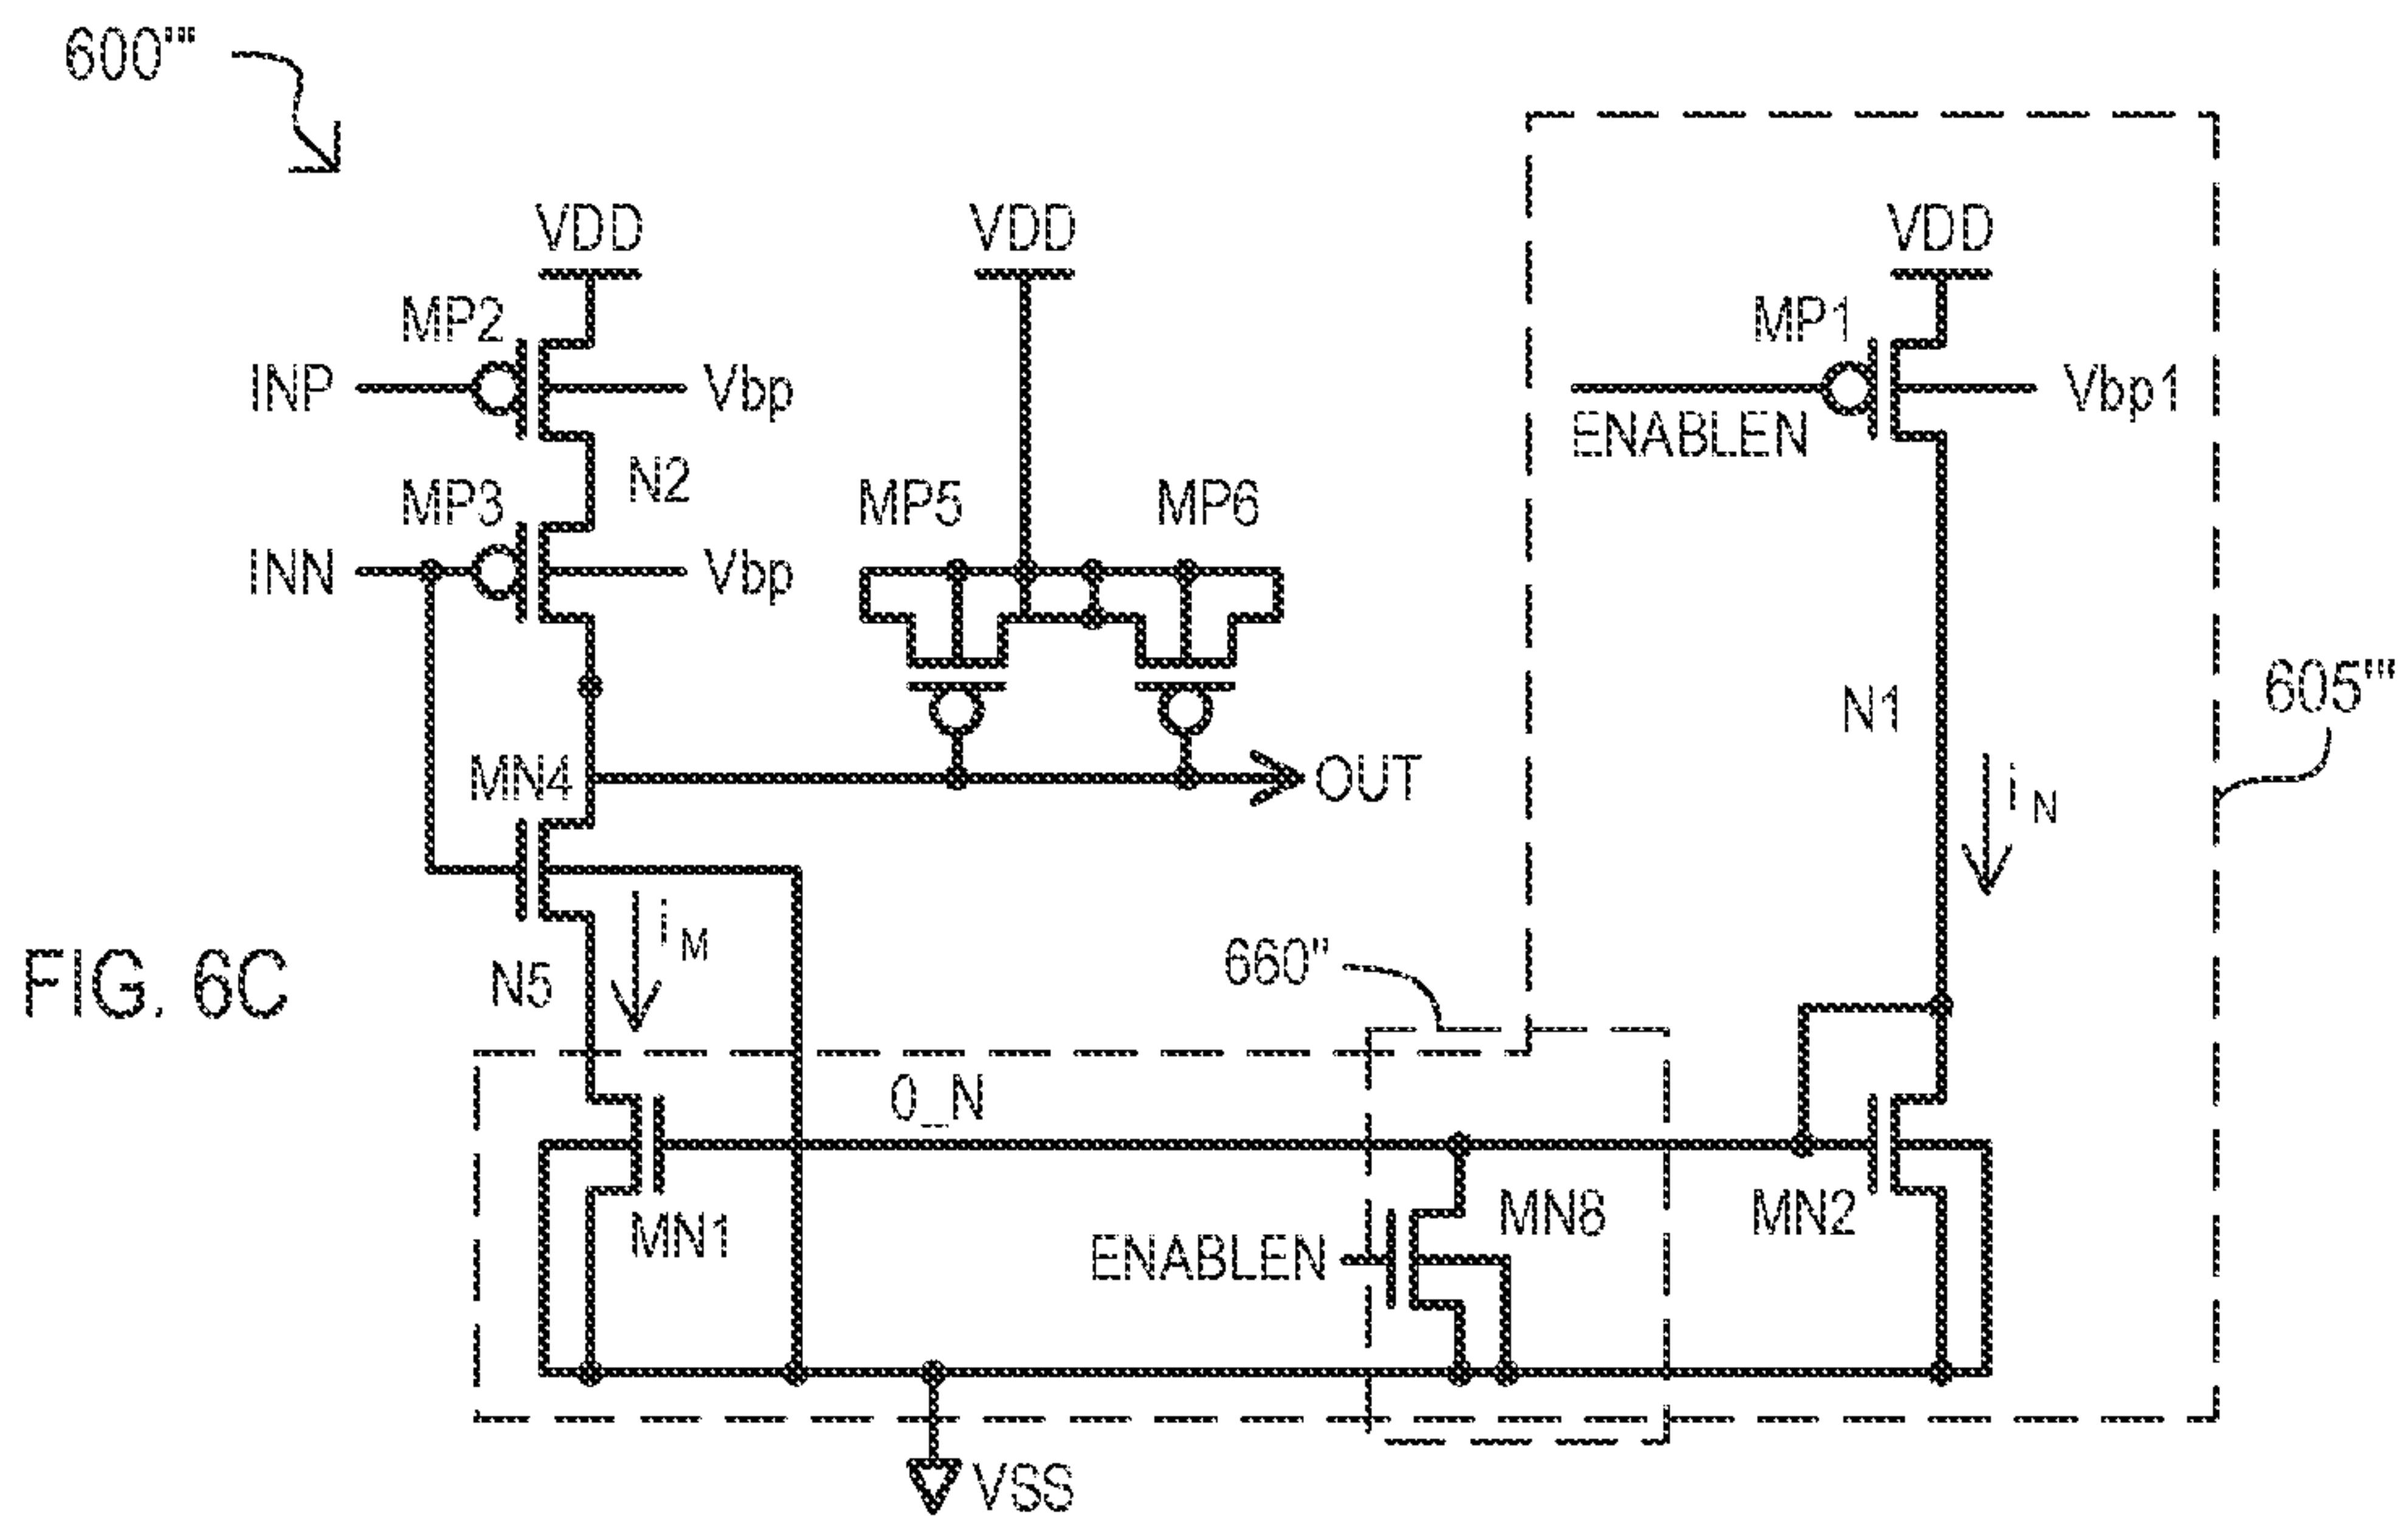 600'''
VDD
VDD
VDD
MP2
MP1
INP
Vbp
Vbp1
ENABLEN
N2
MP3
MP5
MP6
INN
Vbp
N1
605'''
MN4
OUT
iN
iM
660"
FIG. 6C
N5
0_N
MN1
MN8
MN2
ENABLEN
VSS